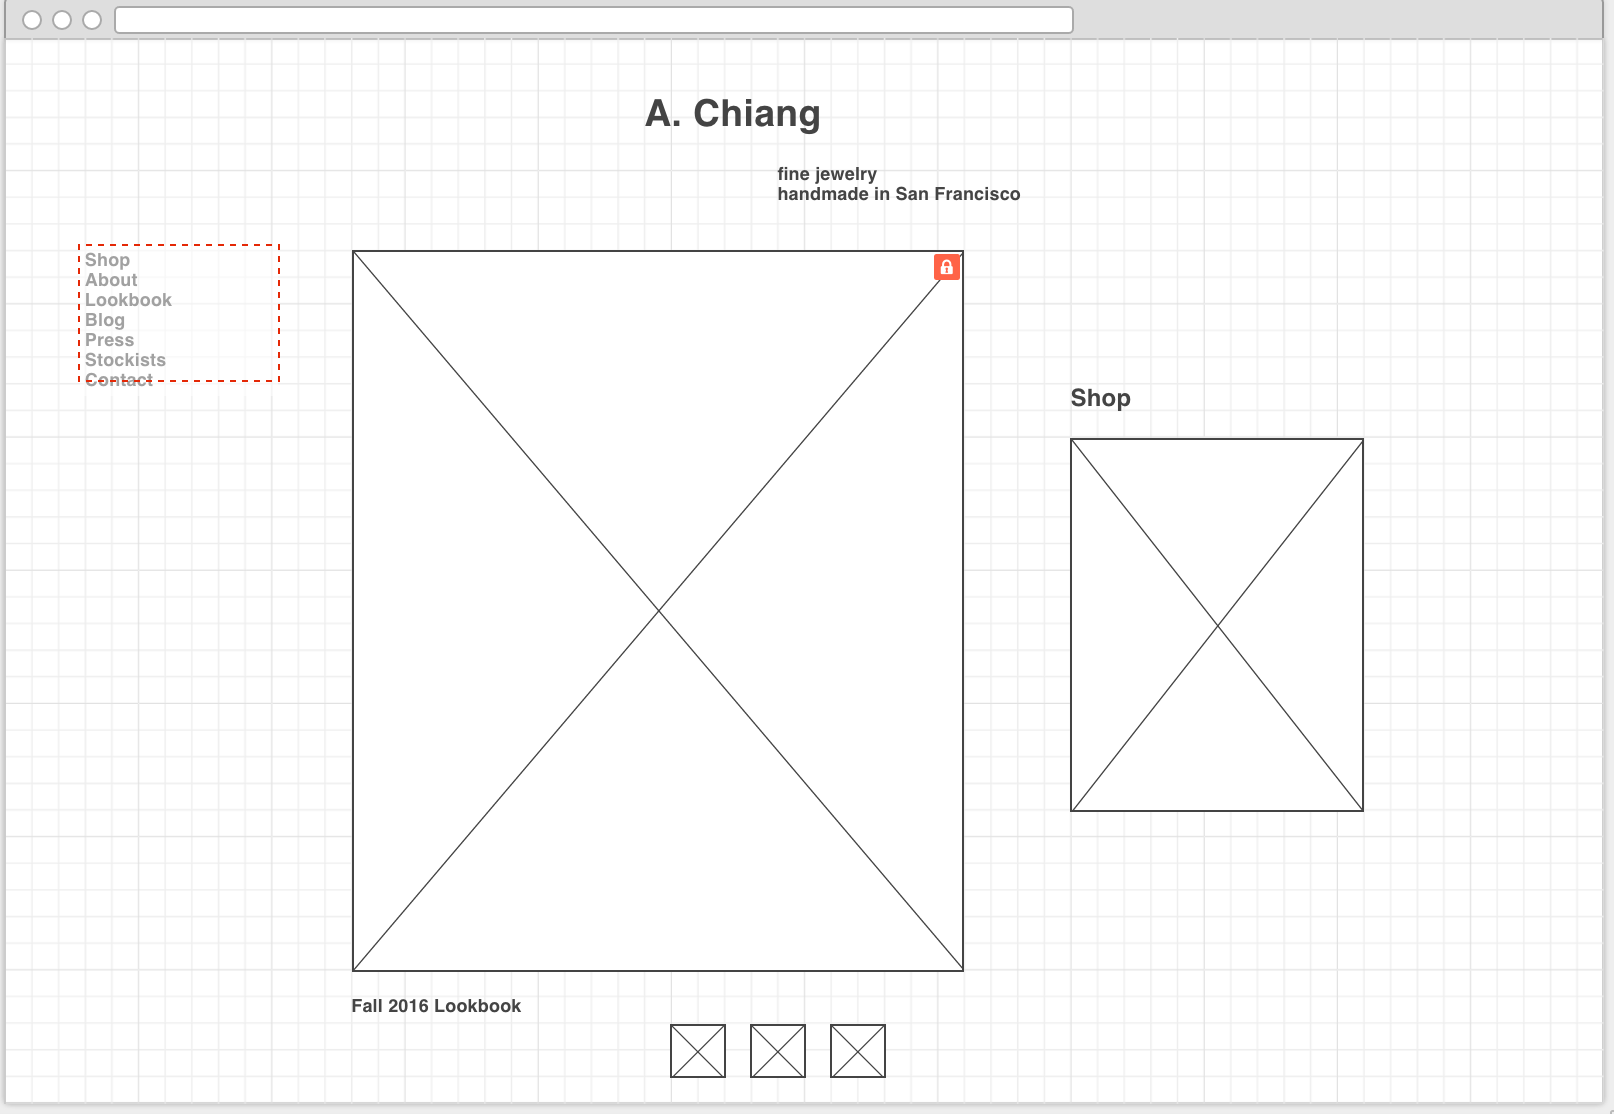 A. Chiang
fine jewelry
handmade in San Francisco
Shop
About
Lookbook
Blog
Press
Stockists
Contact
Shop
Fall 2016 Lookbook